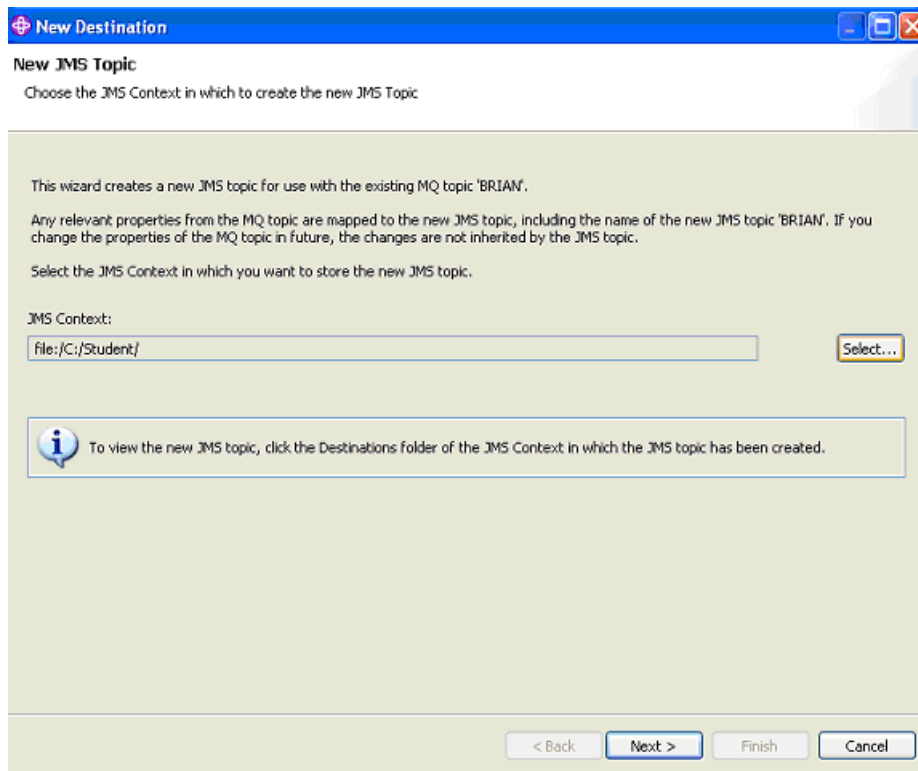 New Destination
New JMS Topic
Choose the JMS Context in which to create the new JMS Topic
This wizard creates a new JMS topic for use with the existing MQ topic 'BRIAN'.
Any relevant properties from the MQ topic are mapped to the new JMS topic, including the name of the new JMS topic 'BRIAN'. If you
change the properties of the MQ topic in future, the changes are not inherited by the JMS topic.
Select the JMS Context in which you want to store the new JMS topic.
JMS Context:
file:/C:/Student/
Select...
To view the new JMS topic, click the Destinations folder of the JMS Context in which the JMS topic has been created.
< Back
Next >
Finish
Cancel